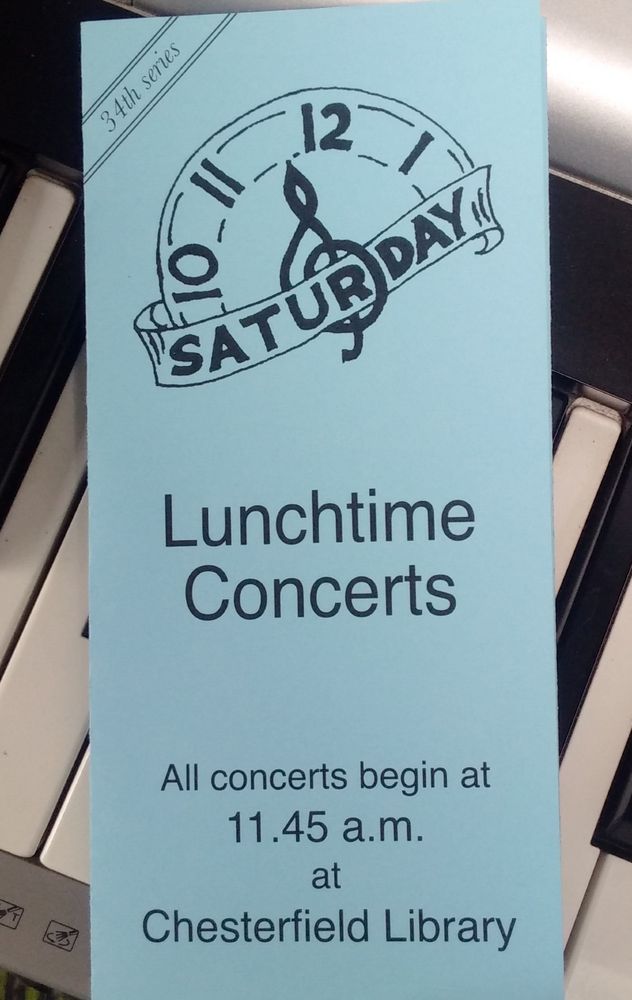 34th series
10 11 12 1
SATURDAY
Lunchtime
Concerts
All concerts begin at
11.45 a.m.
at
Chesterfield Library